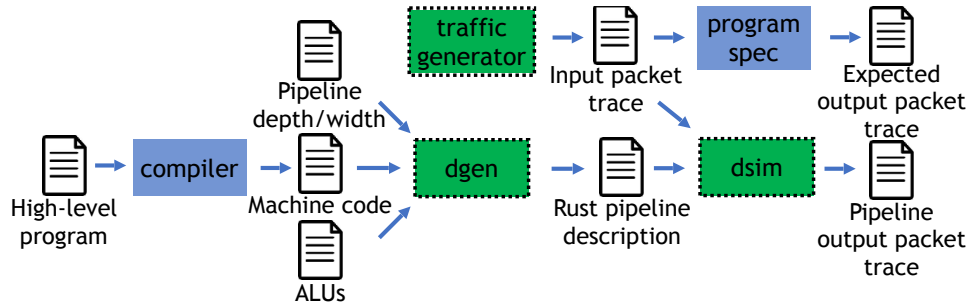 traffic
generator
Input packet
trace
program
spec
Expected
output packet
trace
Pipeline
depth/width
High-level
program
compiler
Machine code
ALUs
dgen
Rust pipeline
description
dsim
Pipeline
output packet
trace